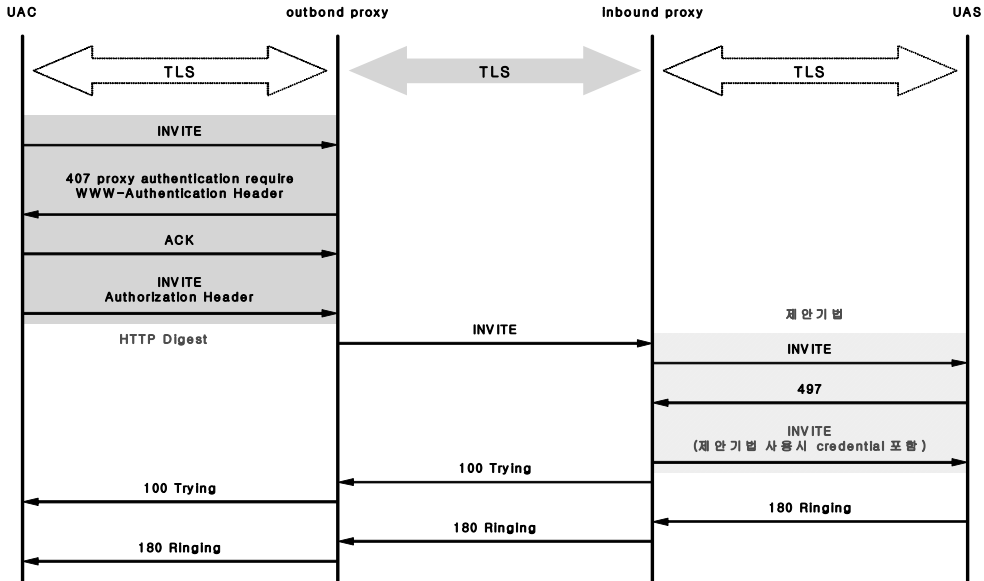 UAC
outbond proxy
inbound proxy
UAS
TLS
TLS
TLS
INVITE
407 proxy authentication require
WWW-Authentication Header
ACK
INVITE
Authorization Header
HTTP Digest
INVITE
제안기법
INVITE
497
INVITE
(제안기법 사용시 credential 포함)
100 Trying
100 Trying
180 Ringing
180 Ringing
180 Ringing